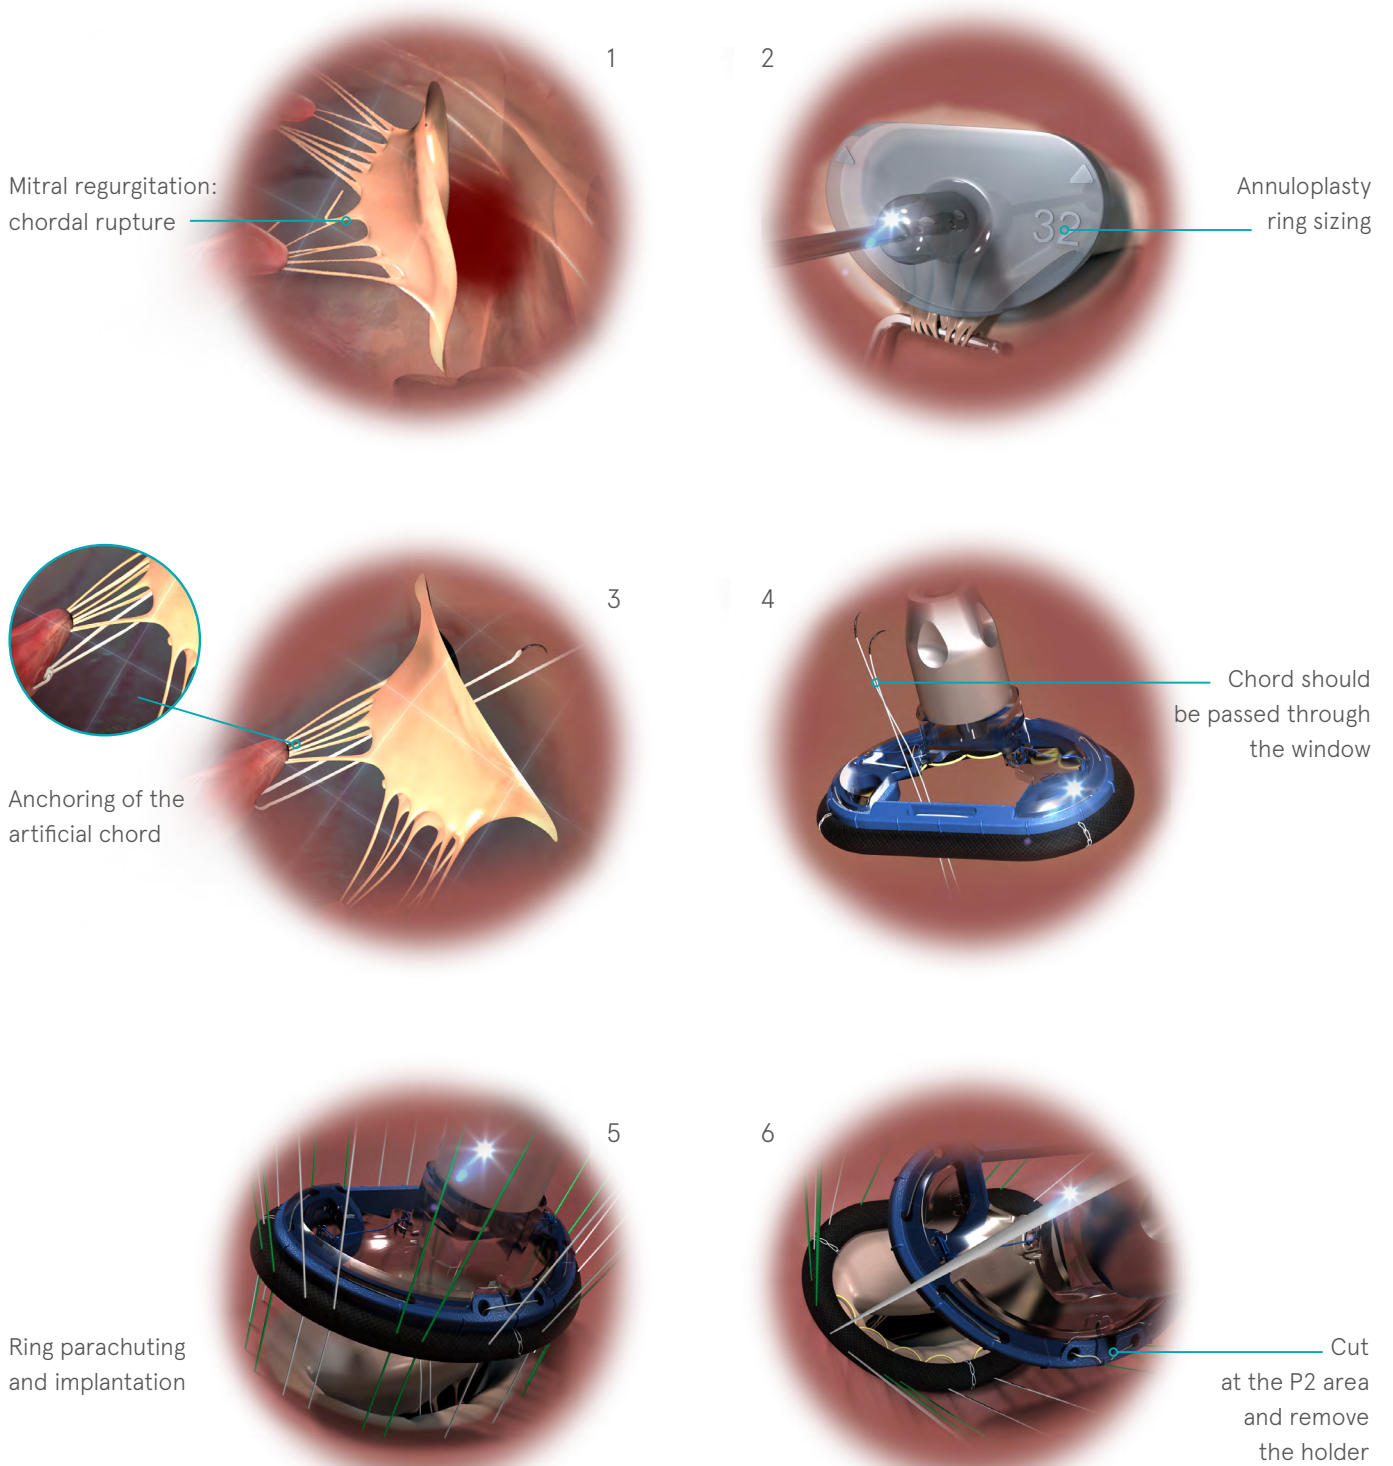 1
Mitral regurgitation:
chordal rupture
2
32
Annuloplasty
ring sizing
3
Anchoring of the
artificial chord
4
Chord should
be passed through
the window
5
Ring parachuting
and implantation
6
Cut
at the P2 area
and remove
the holder